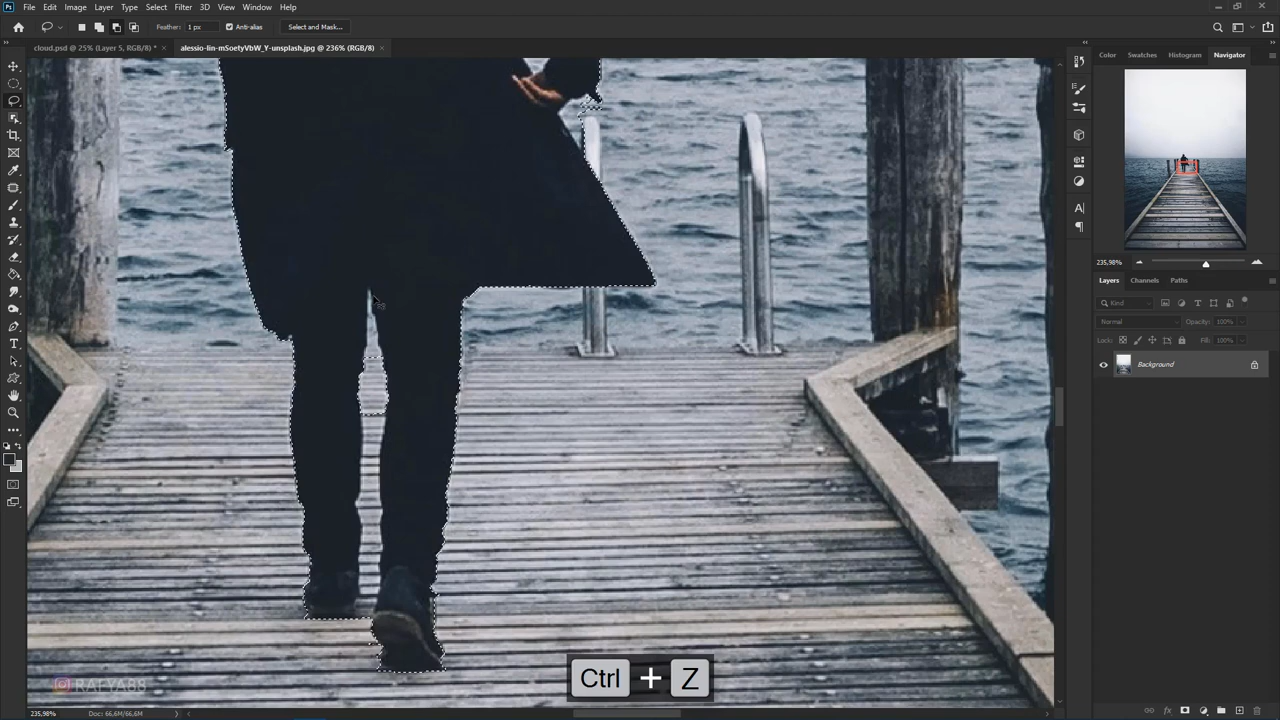 File Edit Image Layer Type Select Filter 3D View Window Help
Feather: 1 px Anti-alias Select and Mask...
cloud.psd @ 25% (Layer 5, RGB/8) * × alessio-lin-mSoetyVbW_Y-unsplash.jpg @ 236% (RGB/8) ×
Color Swatches Histogram Navigator
235,98%
Layers Channels Paths
Kind
Normal Opacity: 100%
Lock: Fill: 100%
Background
Ctrl + Z
RAFYA88
235,98% Doc: 66,6M/66,6M